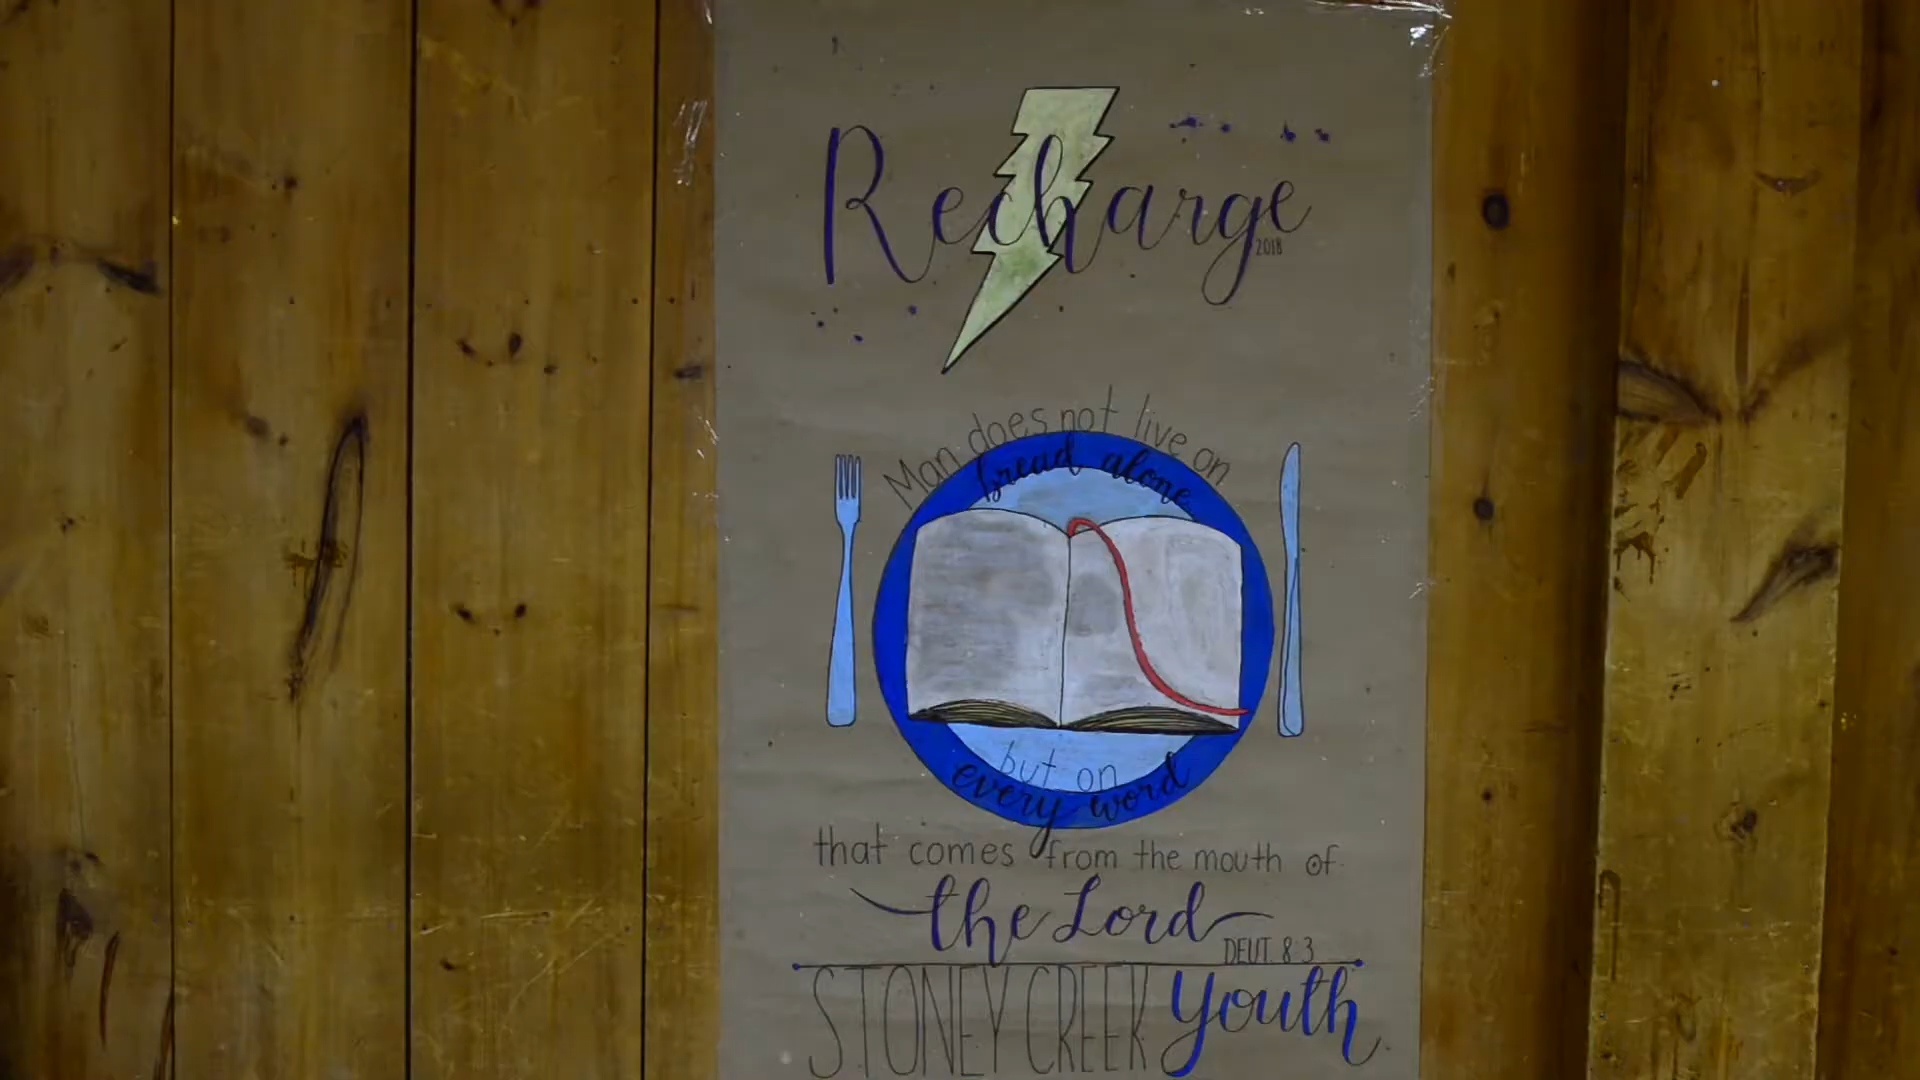 Recharge
2018
Man does not live on
bread alone
but on
every word
that comes from the mouth of
the Lord
DEUT. 8:3
STONEY CREEK Youth